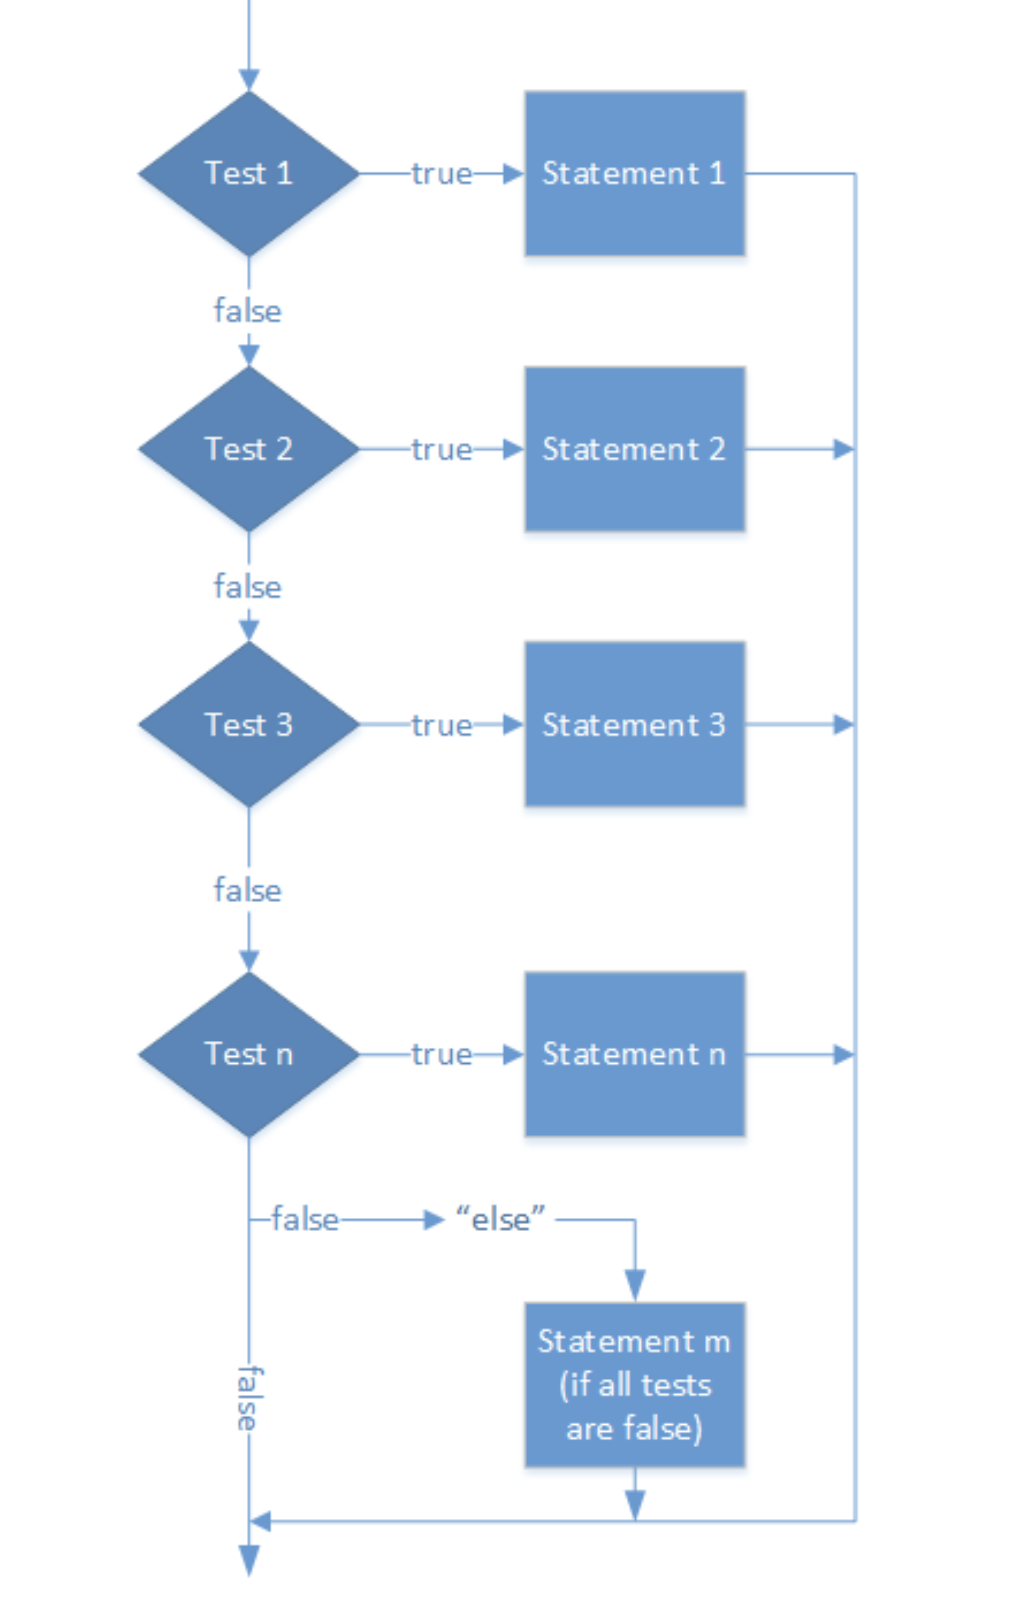 Test 1
true
Statement 1
false
Test 2
true
Statement 2
false
Test 3
true
Statement 3
false
Test n
true
Statement n
false
“else”
Statement m
(if all tests
are false)
false